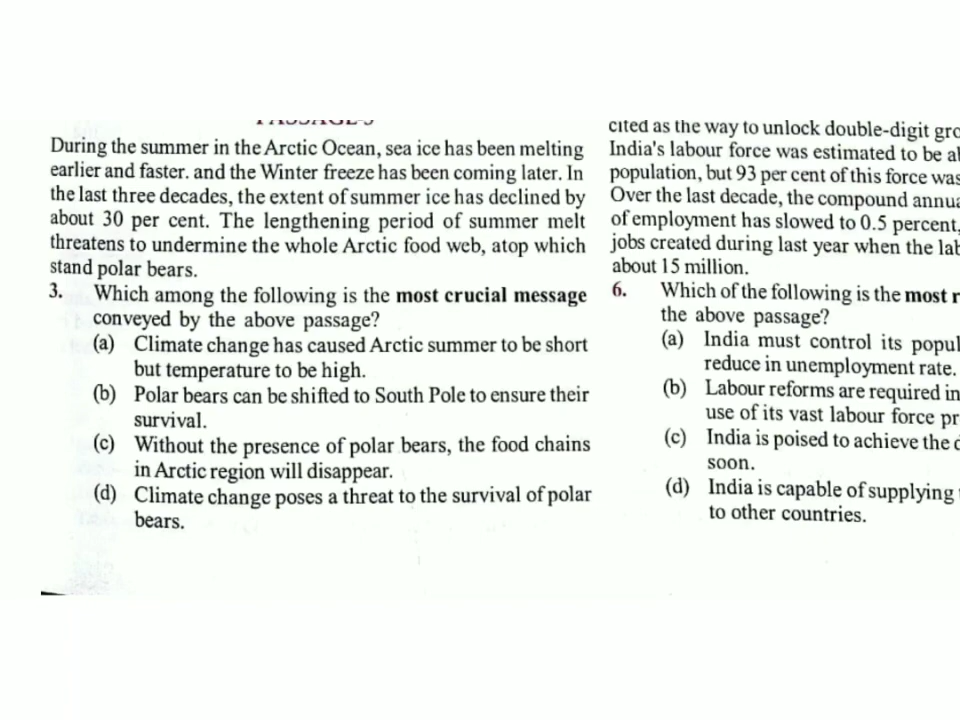 During the summer in the Arctic Ocean, sea ice has been melting
earlier and faster. and the Winter freeze has been coming later. In
the last three decades, the extent of summer ice has declined by
about 30 per cent. The lengthening period of summer melt
threatens to undermine the whole Arctic food web, atop which
stand polar bears.
3. Which among the following is the most crucial message
conveyed by the above passage?
(a) Climate change has caused Arctic summer to be short
but temperature to be high.
(b) Polar bears can be shifted to South Pole to ensure their
survival.
(c) Without the presence of polar bears, the food chains
in Arctic region will disappear.
(d) Climate change poses a threat to the survival of polar
bears.
cited as the way to unlock double-digit
India's labour force was estimated to be
population, but 93 per cent of this force was
Over the last decade, the compound
of employment has slowed to 0.5 percent,
jobs created during last year when the
about 15 million.
6. Which of the following is the most
the above passage?
(a) India must control its
reduce in unemployment rate.
(b) Labour reforms are required in
use of its vast labour force
(c) India is poised to achieve the
soon.
(d) India is capable of supplying
to other countries.